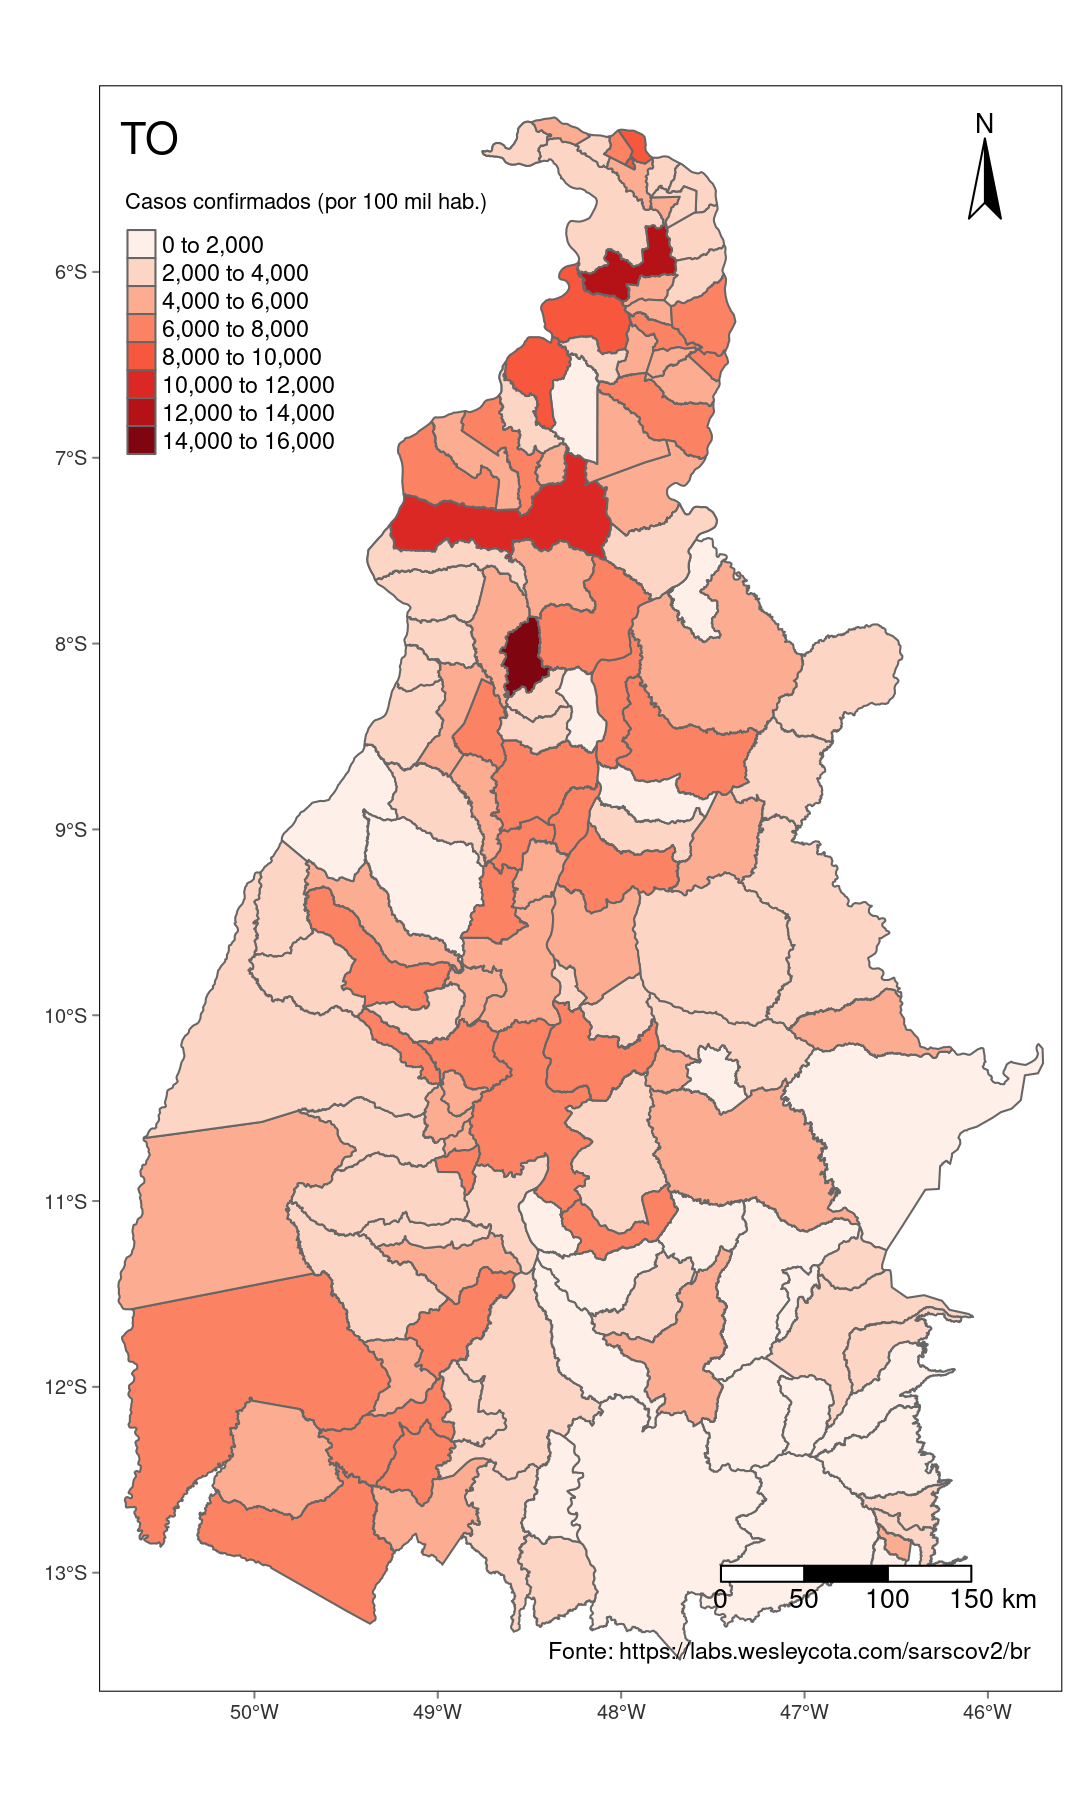 TO
N
Casos confirmados (por 100 mil hab.)
0 to 2,000
2,000 to 4,000
4,000 to 6,000
6,000 to 8,000
8,000 to 10,000
10,000 to 12,000
12,000 to 14,000
14,000 to 16,000
6°S
7°S
8°S
9°S
10°S
11°S
12°S
13°S
0 50 100 150 km
Fonte: https://labs.wesleycota.com/sarscov2/br
50°W 49°W 48°W 47°W 46°W